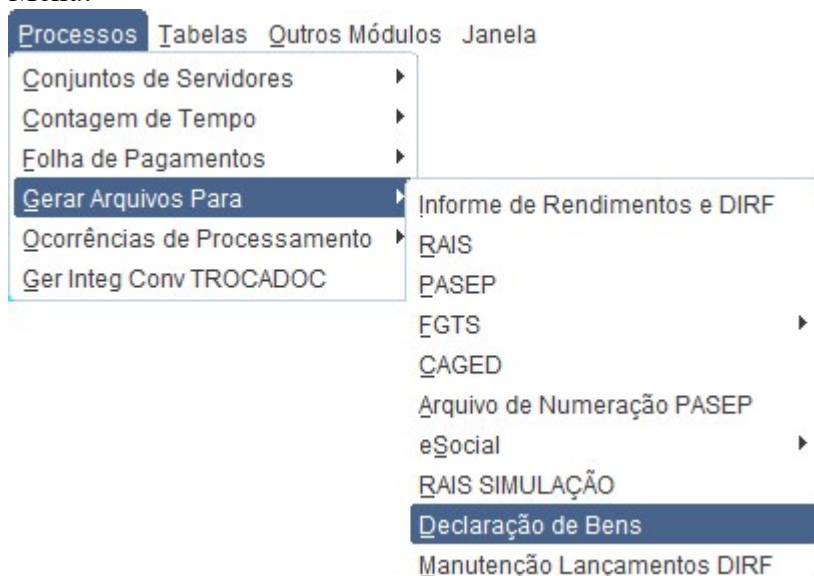 Processos Tabelas Outros Módulos Janela
Conjuntos de Servidores
Contagem de Tempo
Folha de Pagamentos
Gerar Arquivos Para
Ocorrências de Processamento
Ger Integ Conv TROCADOC
Informe de Rendimentos e DIRF
RAIS
PASEP
FGTS
CAGED
Arquivo de Numeração PASEP
eSocial
RAIS SIMULAÇÃO
Declaração de Bens
Manutenção Lançamentos DIRF